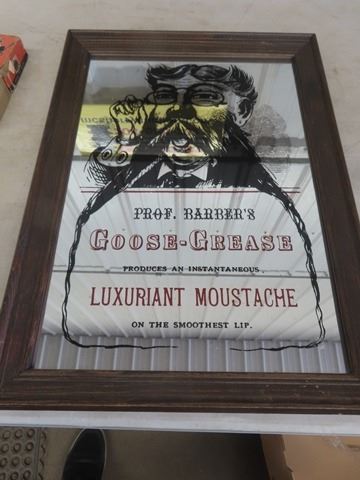 PROF. BARBER'S
GOOSE-GREASE
PRODUCES AN INSTANTANEOUS
LUXURIANT MOUSTACHE
ON THE SMOOTHEST LIP.